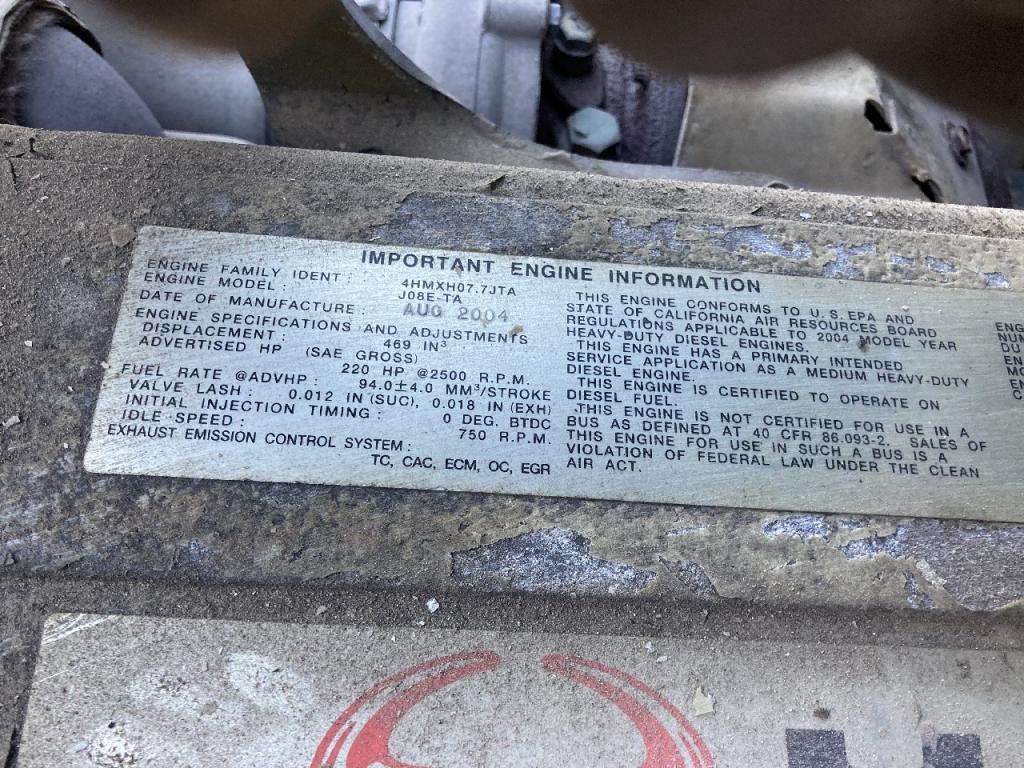 IMPORTANT ENGINE INFORMATION
ENGINE FAMILY IDENT : 4HMXH07.7JTA
ENGINE MODEL : J08E-TA
DATE OF MANUFACTURE : AUG 2004
ENGINE SPECIFICATIONS AND ADJUSTMENTS
DISPLACEMENT : 469 IN³
ADVERTISED HP (SAE GROSS)
220 HP @2500 R.P.M.
FUEL RATE @ADVHP : 94.0±4.0 MM³/STROKE
VALVE LASH : 0.012 IN (SUC), 0.018 IN (EXH)
INITIAL INJECTION TIMING : 0 DEG. BTDC
IDLE SPEED : 750 R.P.M.
EXHAUST EMISSION CONTROL SYSTEM :
TC, CAC, ECM, OC, EGR
THIS ENGINE CONFORMS TO U.S.EPA AND
STATE OF CALIFORNIA AIR RESOURCES BOARD
REGULATIONS APPLICABLE TO 2004 MODEL YEAR
HEAVY-DUTY DIESEL ENGINES.
THIS ENGINE HAS A PRIMARY INTENDED
SERVICE APPLICATION AS A MEDIUM HEAVY-DUTY
DIESEL ENGINE.
THIS ENGINE IS CERTIFIED TO OPERATE ON
DIESEL FUEL.
THIS ENGINE IS NOT CERTIFIED FOR USE IN A
BUS AS DEFINED AT 40 CFR 86.093-2. SALES OF
THIS ENGINE FOR USE IN SUCH A BUS IS A
VIOLATION OF FEDERAL LAW UNDER THE CLEAN
AIR ACT.